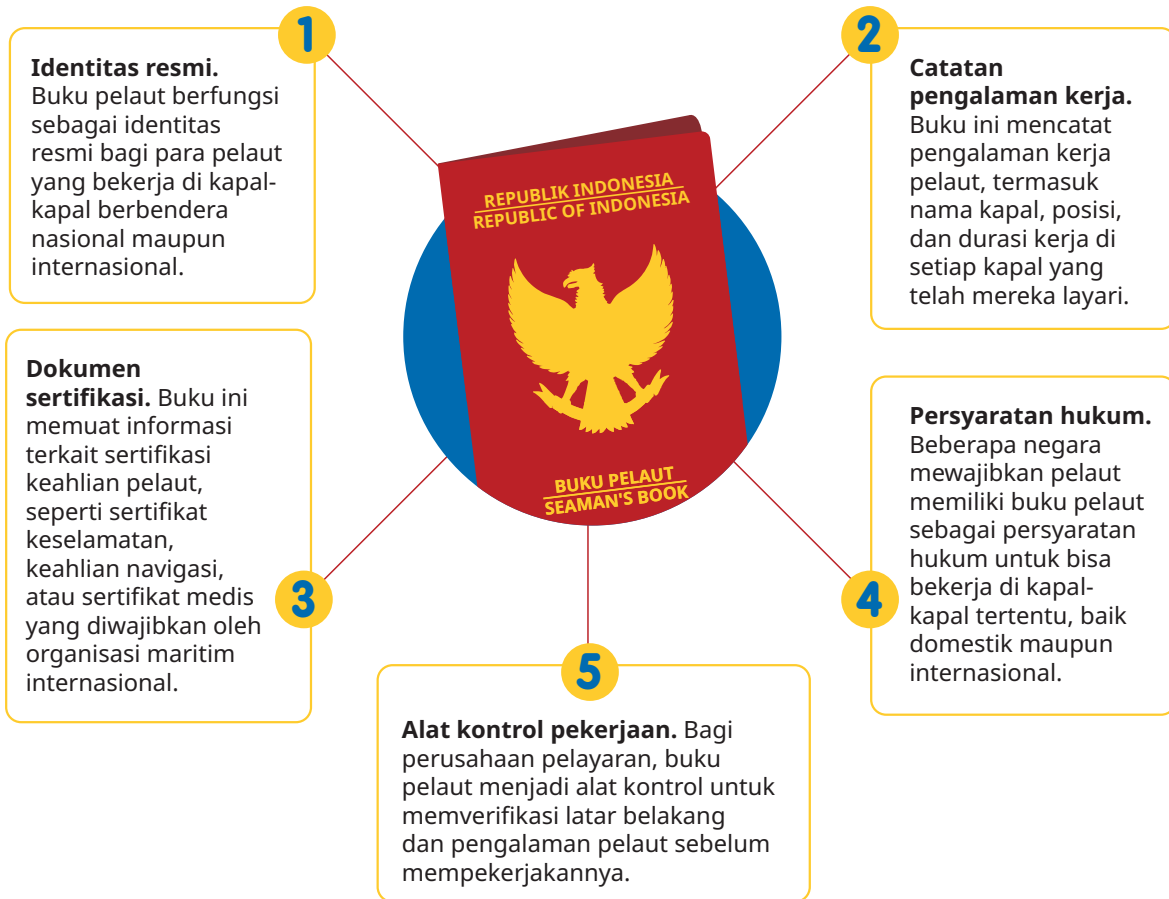 1
Identitas resmi.
Buku pelaut berfungsi
sebagai identitas
resmi bagi para pelaut
yang bekerja di kapal-
kapal berbendera
nasional maupun
internasional.
2
Catatan
pengalaman kerja.
Buku ini mencatat
pengalaman kerja
pelaut, termasuk
nama kapal, posisi,
dan durasi kerja di
setiap kapal yang
telah mereka layari.
REPUBLIK INDONESIA
REPUBLIC OF INDONESIA
BUKU PELAUT
SEAMAN'S BOOK
Dokumen
sertifikasi. Buku ini
memuat informasi
terkait sertifikasi
keahlian pelaut,
seperti sertifikat
keselamatan,
keahlian navigasi,
atau sertifikat medis
yang diwajibkan oleh
organisasi maritim
internasional.
3
Persyaratan hukum.
Beberapa negara
mewajibkan pelaut
memiliki buku pelaut
sebagai persyaratan
hukum untuk bisa
bekerja di kapal-
kapal tertentu, baik
domestik maupun
internasional.
4
5
Alat kontrol pekerjaan. Bagi
perusahaan pelayaran, buku
pelaut menjadi alat kontrol untuk
memverifikasi latar belakang
dan pengalaman pelaut sebelum
mempekerjakannya.